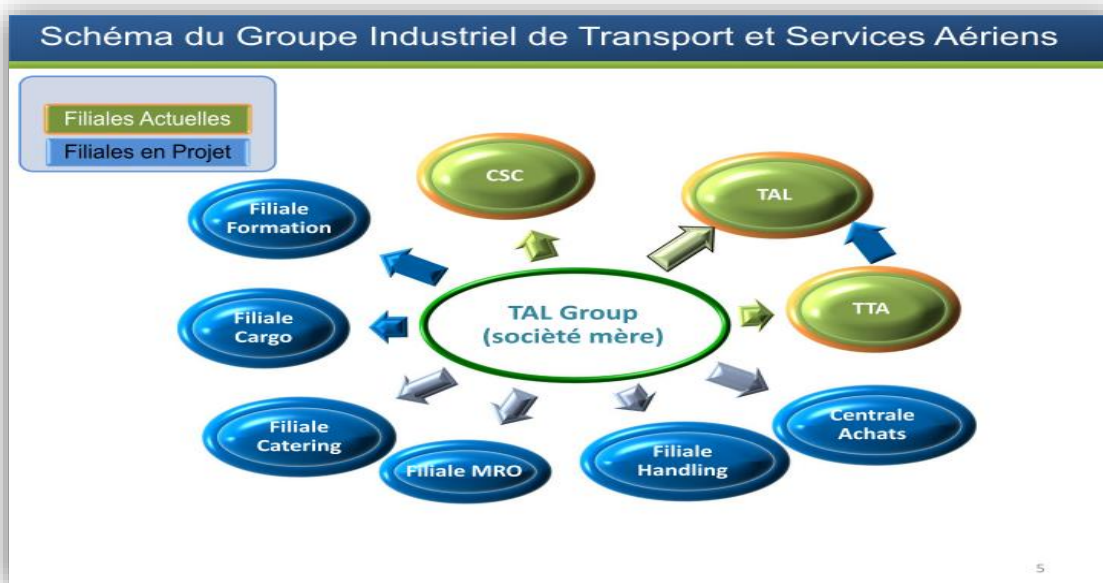 Schéma du Groupe Industriel de Transport et Services Aériens
Filiales Actuelles
Filiales en Projet
CSC
TAL
Filiale
Formation
TAL Group
(socièté mère)
TTA
Filiale
Cargo
Filiale
Catering
Filiale MRO
Filiale
Handling
Centrale
Achats
5